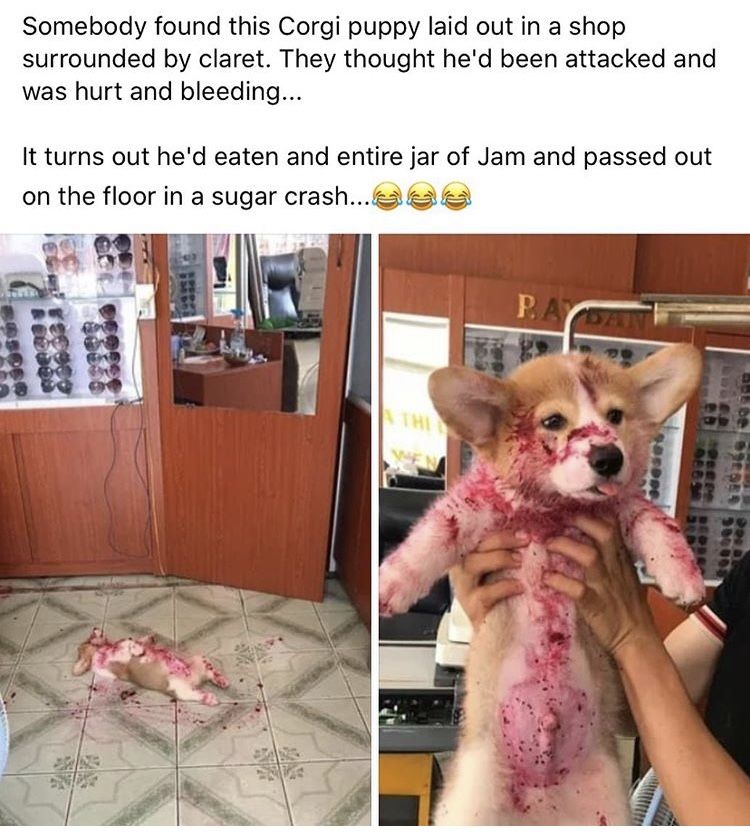 Somebody found this Corgi puppy laid out in a shop
surrounded by claret. They thought he'd been attacked and
was hurt and bleeding...
It turns out he'd eaten and entire jar of Jam and passed out
on the floor in a sugar crash...😂😂😂
RAYBAN
THI